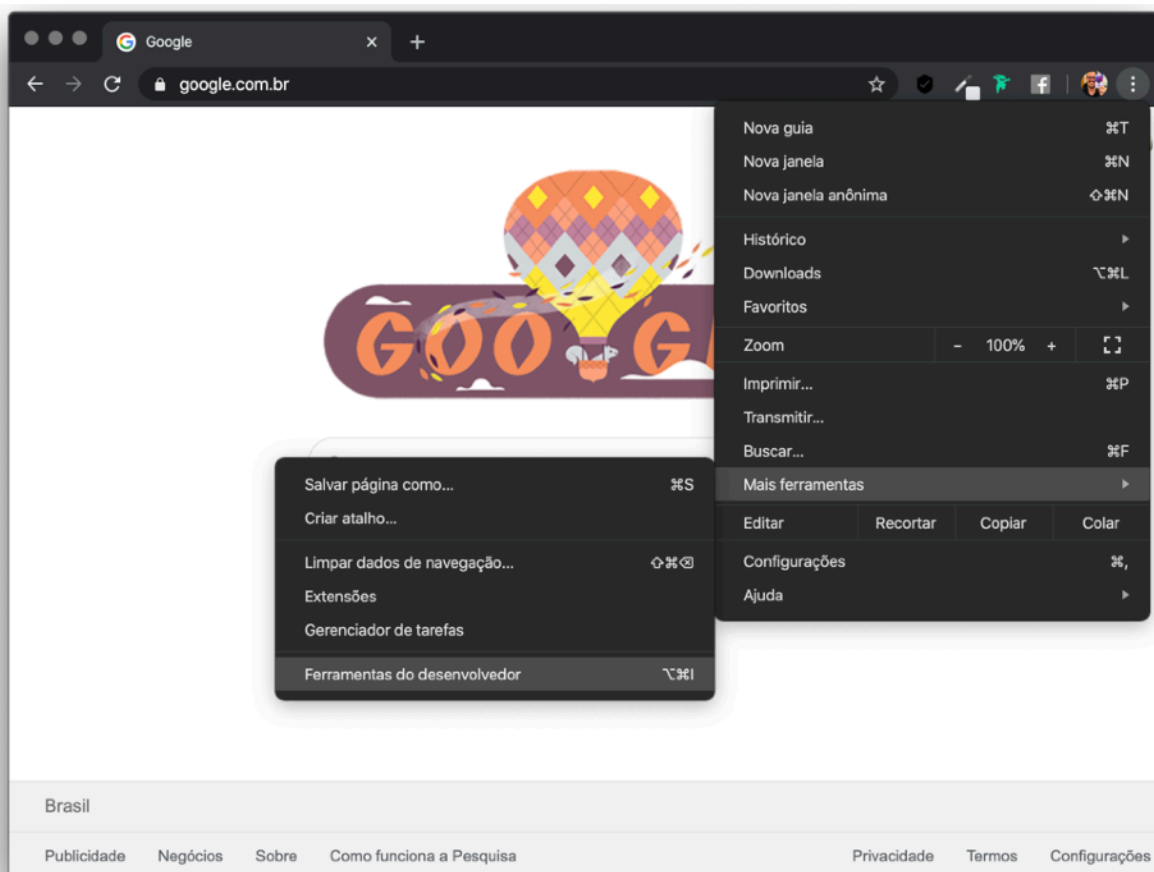 Google
google.com.br
Nova guia ⌘T
Nova janela ⌘N
Nova janela anônima ⇧⌘N
Histórico
Downloads ⌥⌘L
Favoritos
Zoom - 100% +
Imprimir... ⌘P
Transmitir...
Buscar... ⌘F
Mais ferramentas
Editar Recortar Copiar Colar
Configurações ⌘,
Ajuda
GOO G
Salvar página como... ⌘S
Criar atalho...
Limpar dados de navegação... ⇧⌘⌫
Extensões
Gerenciador de tarefas
Ferramentas do desenvolvedor ⌥⌘I
Brasil
Publicidade Negócios Sobre Como funciona a Pesquisa Privacidade Termos Configurações